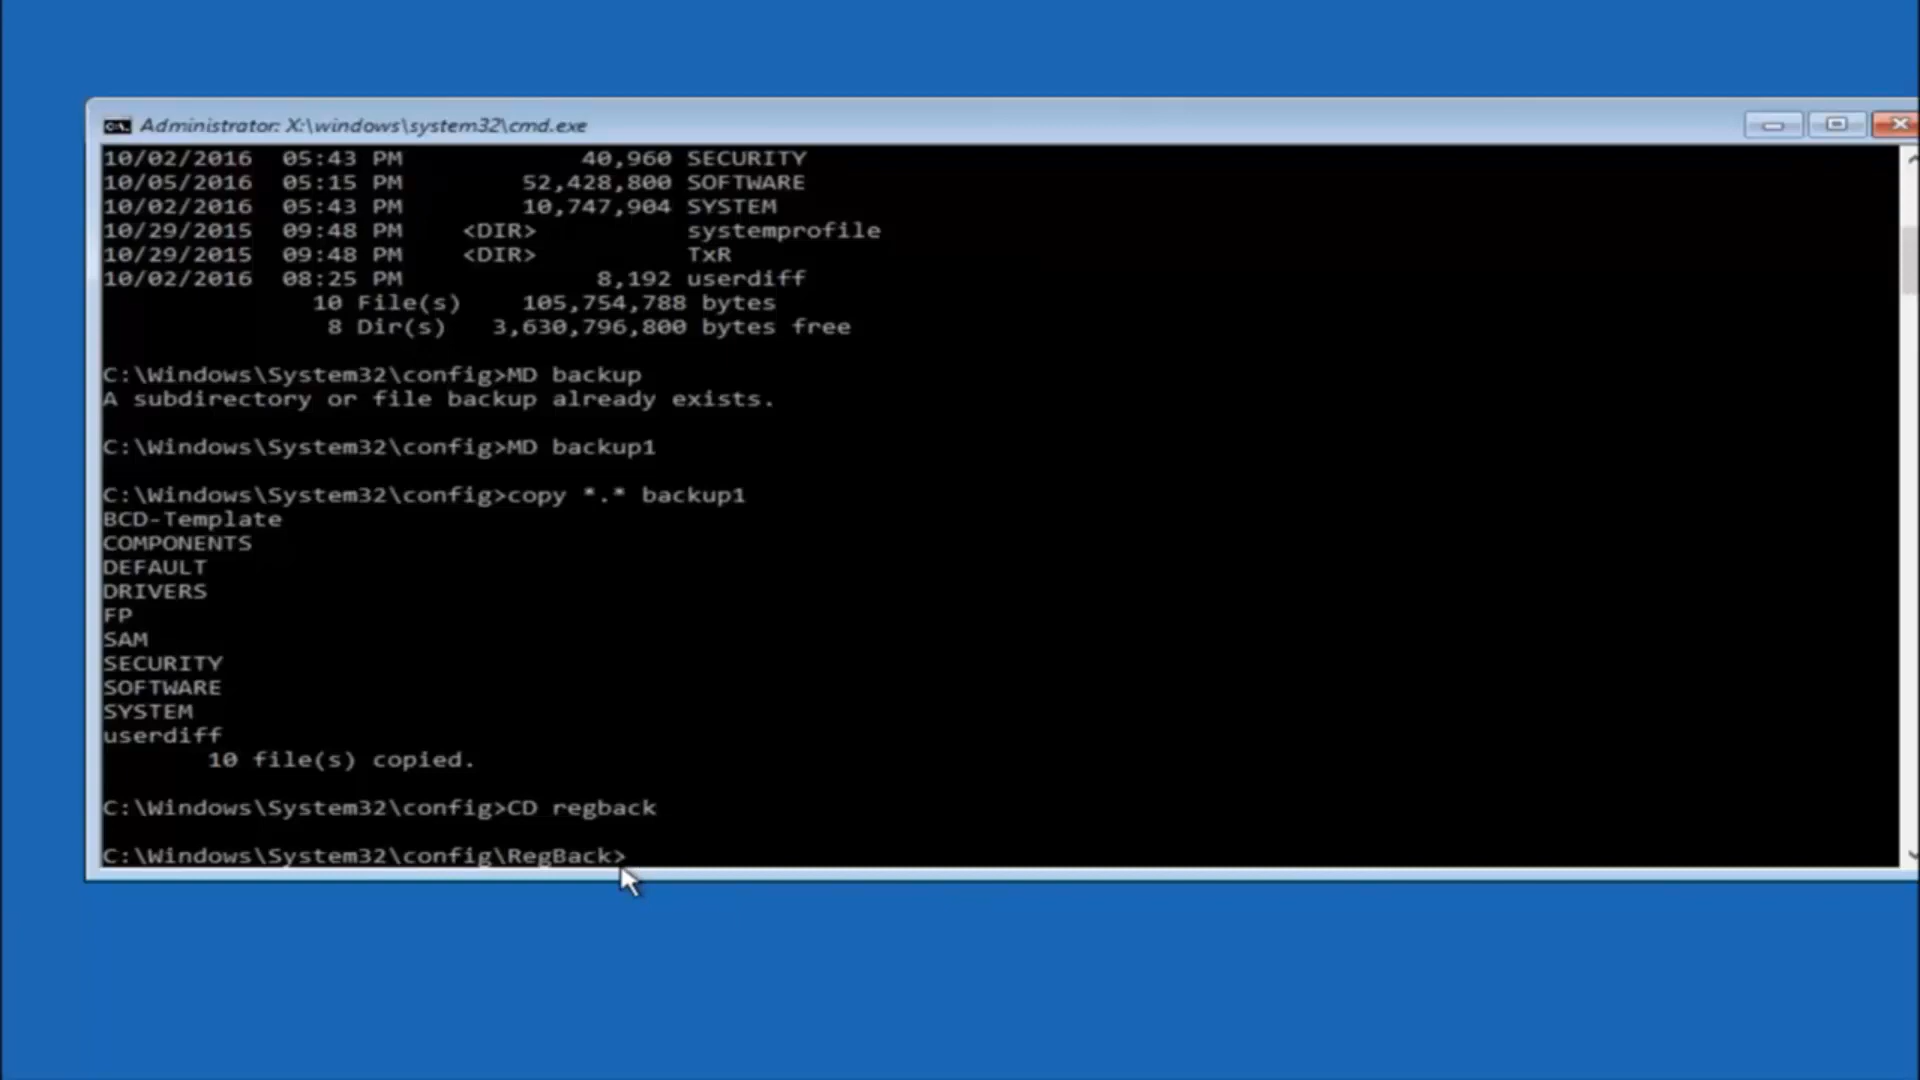 Administrator: X:\windows\system32\cmd.exe
10/02/2016  05:43 PM            40,960 SECURITY
10/05/2016  05:15 PM        52,428,800 SOFTWARE
10/02/2016  05:43 PM        10,747,904 SYSTEM
10/29/2015  09:48 PM    <DIR>          systemprofile
10/29/2015  09:48 PM    <DIR>          TxR
10/02/2016  08:25 PM             8,192 userdiff
              10 File(s)    105,754,788 bytes
               8 Dir(s)   3,630,796,800 bytes free
C:\Windows\System32\config>MD backup
A subdirectory or file backup already exists.
C:\Windows\System32\config>MD backup1
C:\Windows\System32\config>copy *.* backup1
BCD-Template
COMPONENTS
DEFAULT
DRIVERS
FP
SAM
SECURITY
SOFTWARE
SYSTEM
userdiff
       10 file(s) copied.
C:\Windows\System32\config>CD regback
C:\Windows\System32\config\RegBack>